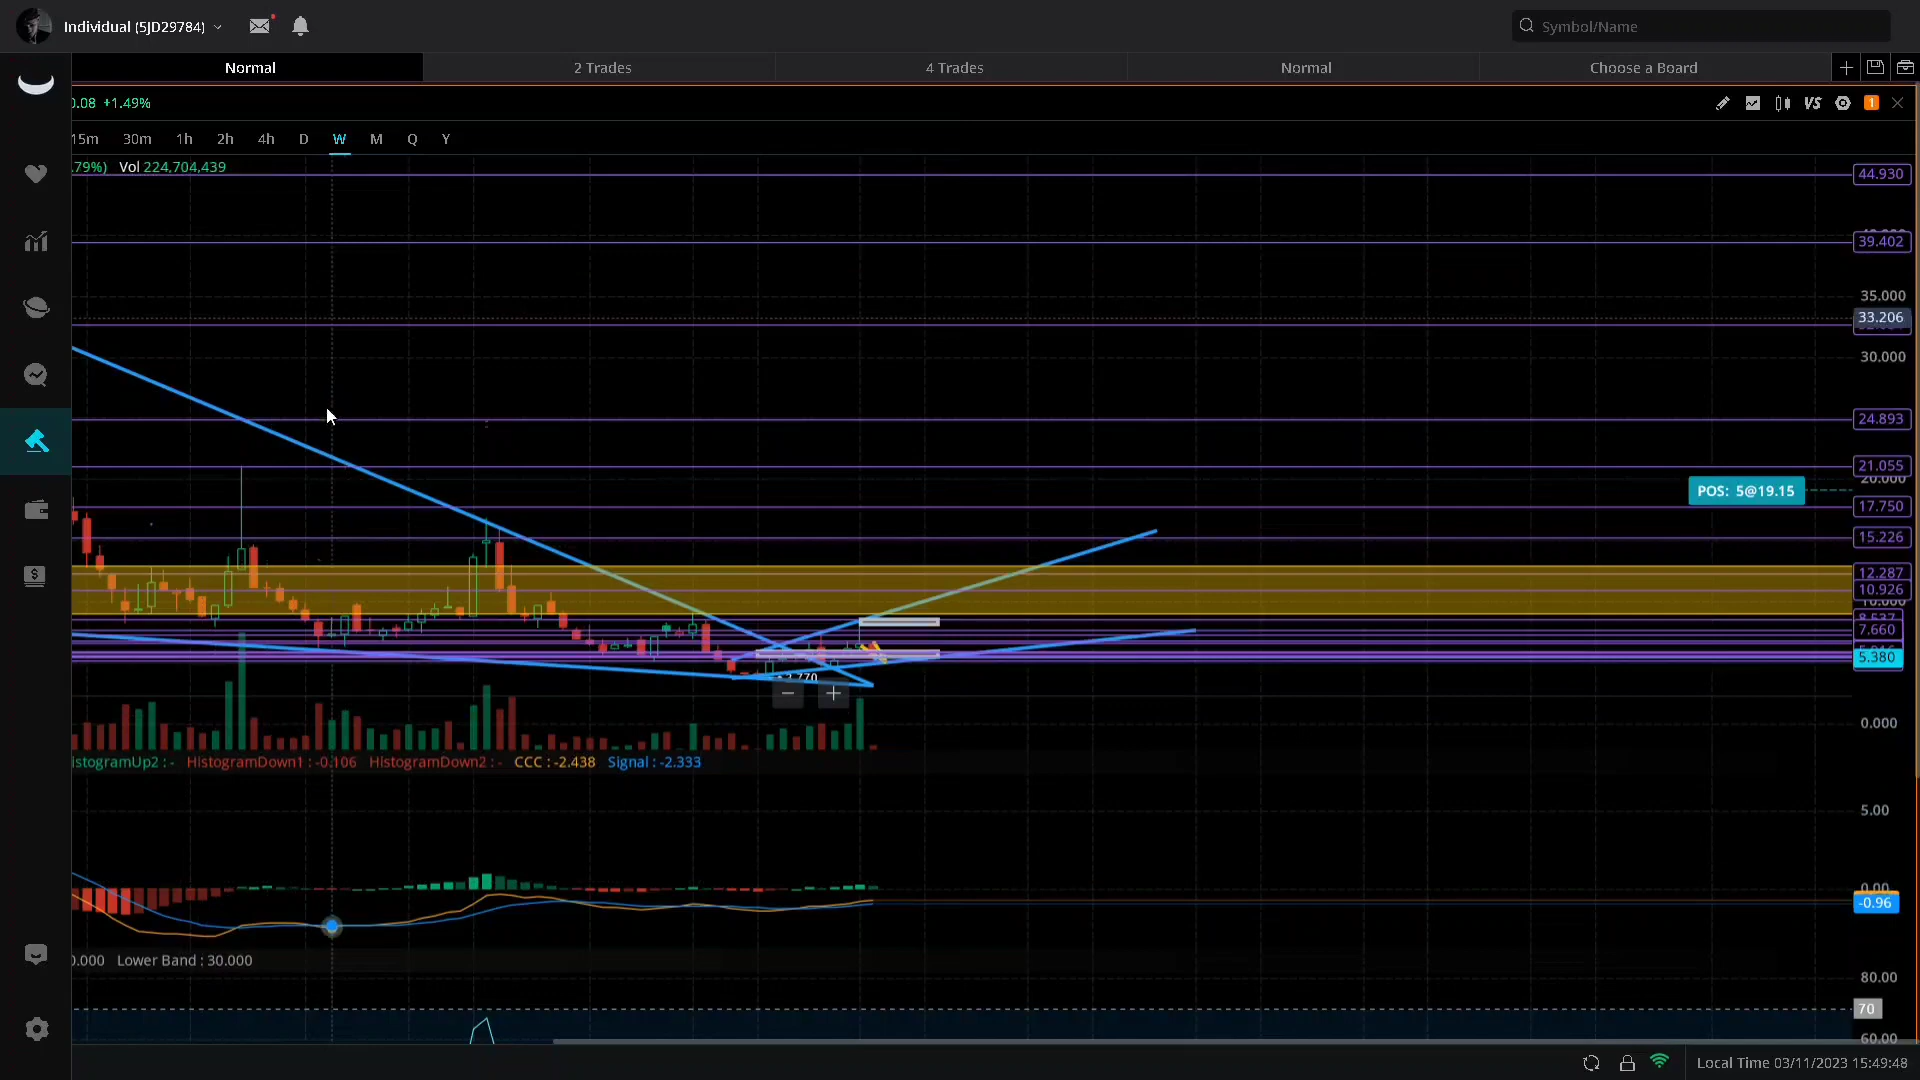 Individual (5JD29784)
Symbol/Name
Normal
2 Trades
4 Trades
Normal
Choose a Board
0.08 +1.49%
VS
1
15m 30m 1h 2h 4h D W M Q Y
.79%) Vol 224,704,439
44.930
39.402
35.000
33.206
30.000
24.893
21.055
20.000
POS: 5@19.15
17.750
15.226
12.287
10.926
10.000
7.660
5.380
0.000
istogramUp2 : - HistogramDown1 : -0.106 HistogramDown2 : - CCC : -2.438 Signal : -2.333
5.00
0.00
-0.96
0.000 Lower Band : 30.000
80.00
70
60.00
Local Time 03/11/2023 15:49:48